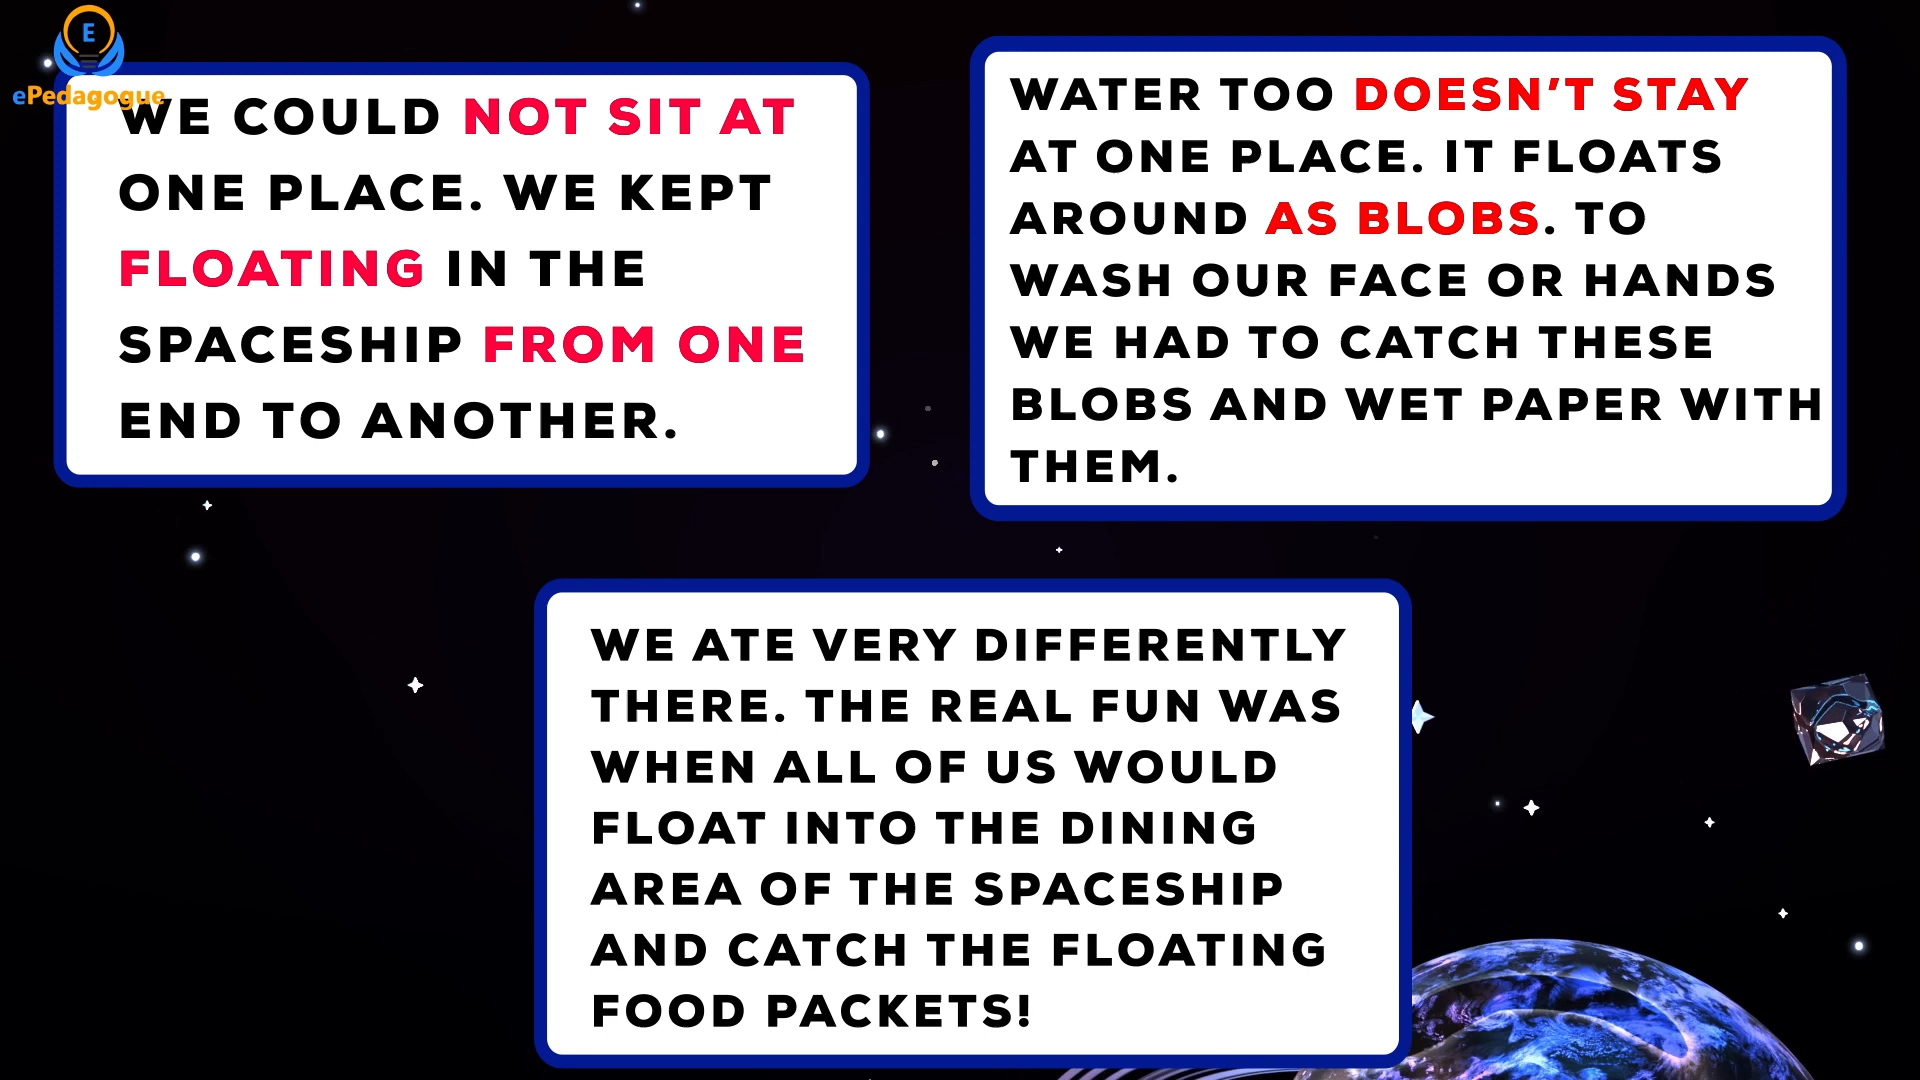 E
ePedagogue
WE COULD NOT SIT AT
ONE PLACE. WE KEPT
FLOATING IN THE
SPACESHIP FROM ONE
END TO ANOTHER.
WATER TOO DOESN'T STAY
AT ONE PLACE. IT FLOATS
AROUND AS BLOBS. TO
WASH OUR FACE OR HANDS
WE HAD TO CATCH THESE
BLOBS AND WET PAPER WITH
THEM.
WE ATE VERY DIFFERENTLY
THERE. THE REAL FUN WAS
WHEN ALL OF US WOULD
FLOAT INTO THE DINING
AREA OF THE SPACESHIP
AND CATCH THE FLOATING
FOOD PACKETS!